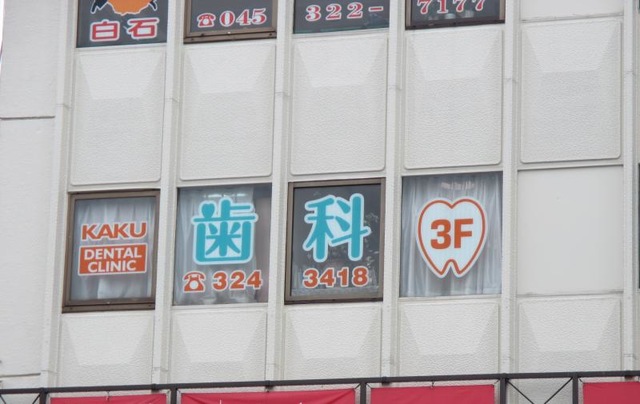 白石
☎045
322-
7177
KAKU
DENTAL
CLINIC
歯科
☎324
3418
3F